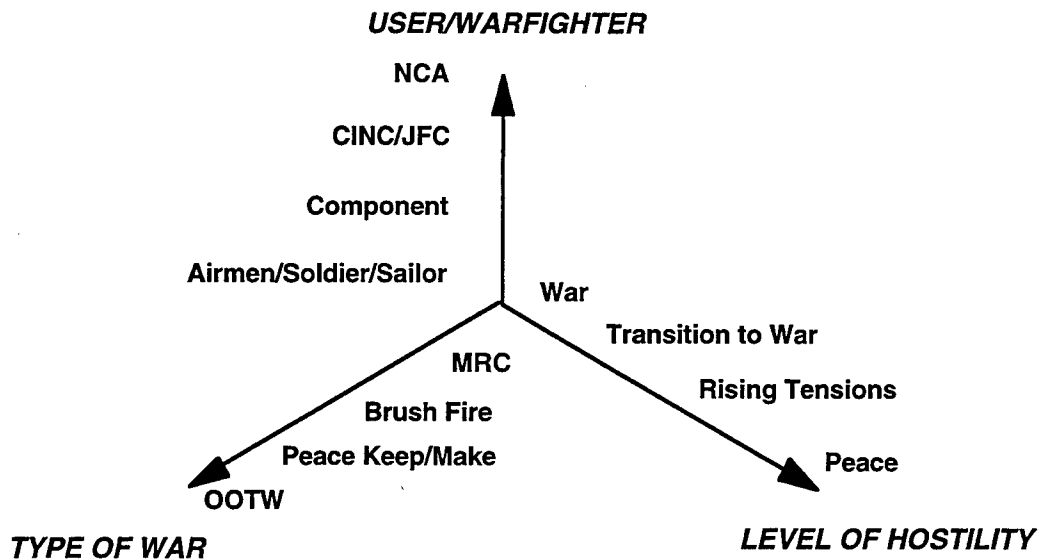 USER/WARFIGHTER
NCA
CINC/JFC
Component
Airmen/Soldier/Sailor
War
Transition to War
MRC
Rising Tensions
Brush Fire
Peace Keep/Make
Peace
OOTW
TYPE OF WAR
LEVEL OF HOSTILITY